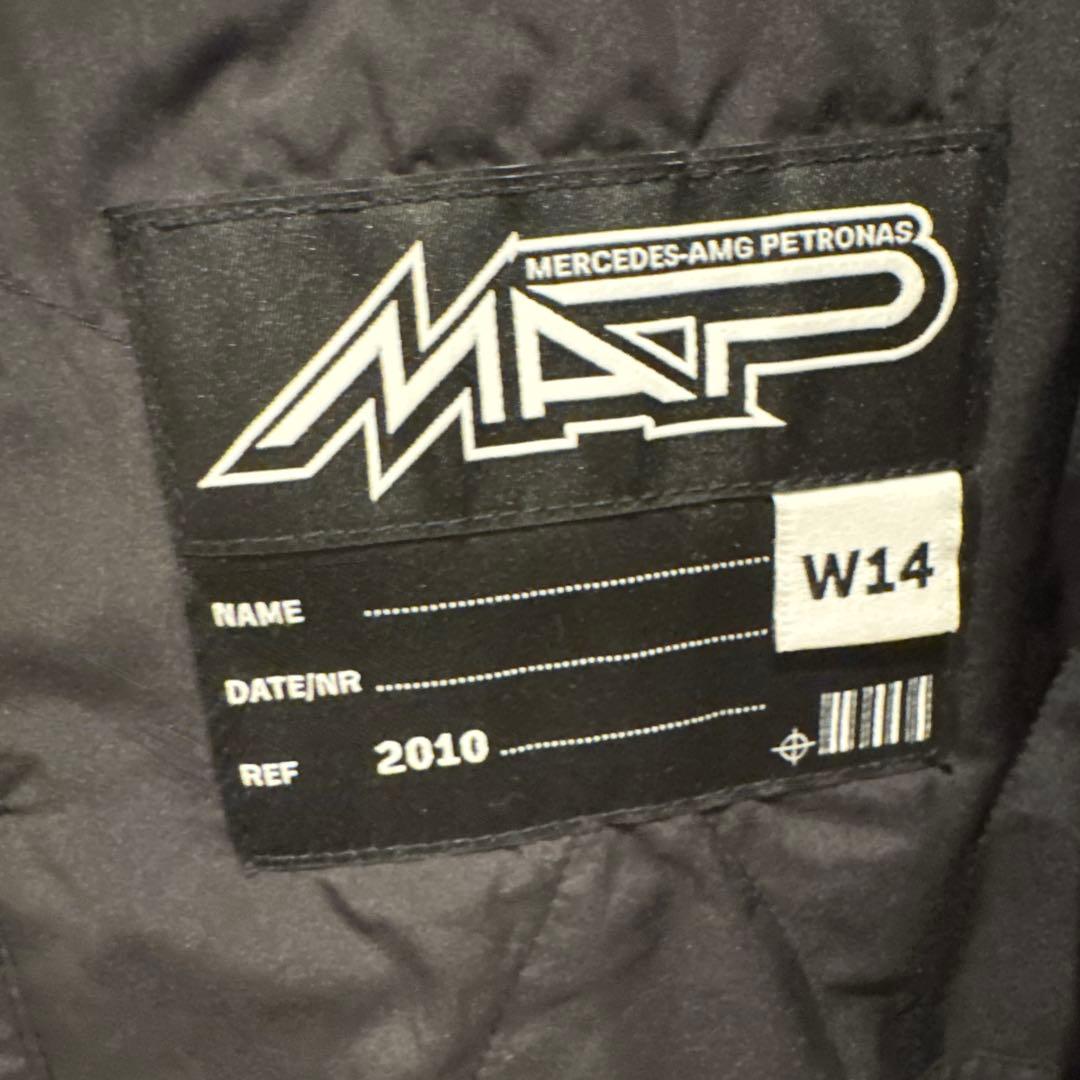 MERCEDES-AMG PETRONAS
MAP
W14
NAME
DATE/NR
REF 2010